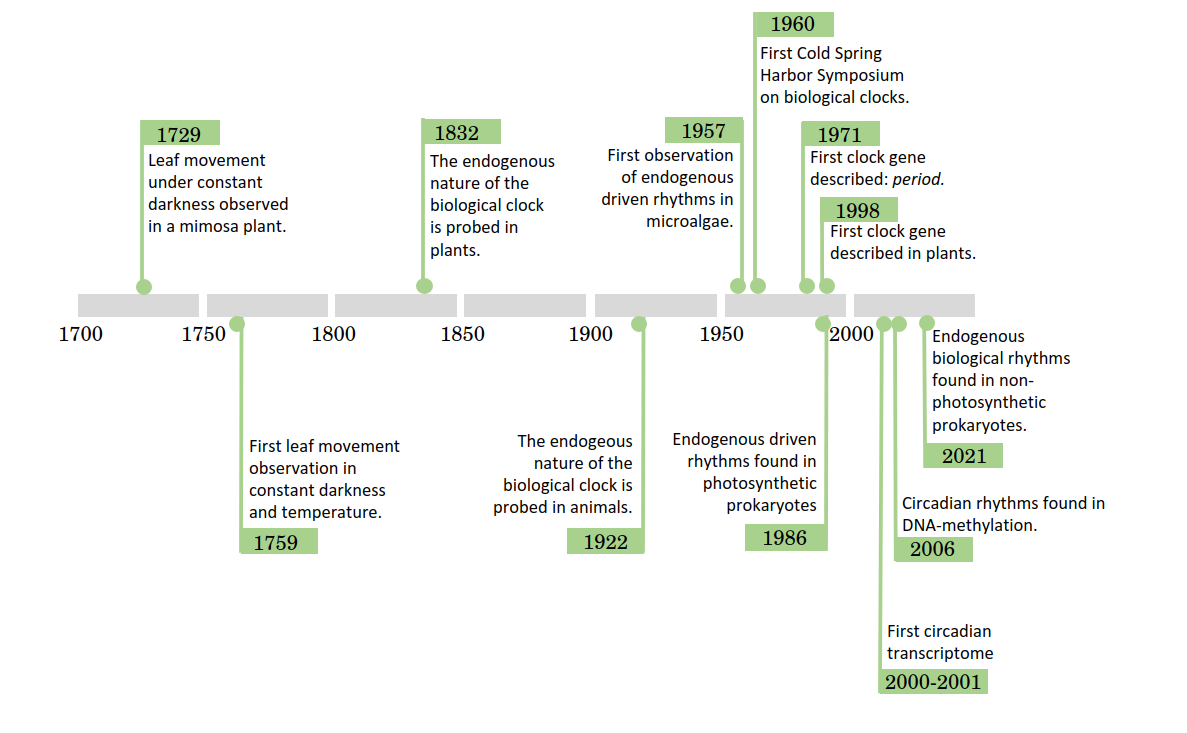 1960
First Cold Spring
Harbor Symposium
on biological clocks.
1729
Leaf movement
under constant
darkness observed
in a mimosa plant.
1832
The endogenous
nature of the
biological clock
is probed in
plants.
1957
First observation
of endogenous
driven rhythms in
microalgae.
1971
First clock gene
described: period.
1998
First clock gene
described in plants.
1700 1750 1800 1850 1900 1950 2000
First leaf movement
observation in
constant darkness
and temperature.
1759
The endogeous
nature of the
biological clock is
probed in animals.
1922
Endogenous driven
rhythms found in
photosynthetic
prokaryotes
1986
Endogenous
biological rhythms
found in non-
photosynthetic
prokaryotes.
2021
Circadian rhythms found in
DNA-methylation.
2006
First circadian
transcriptome
2000-2001